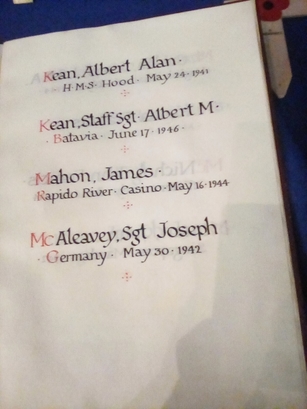 Kean, Albert Alan·
H·M·S· Hood· May 24·1941
Kean, Staff Sgt· Albert M·
Batavia· June 17·1946·
Mahon, James·
Rapido River· Casino·May 16·1944
McAleavey, Sgt Joseph
·Germany· May 30·1942